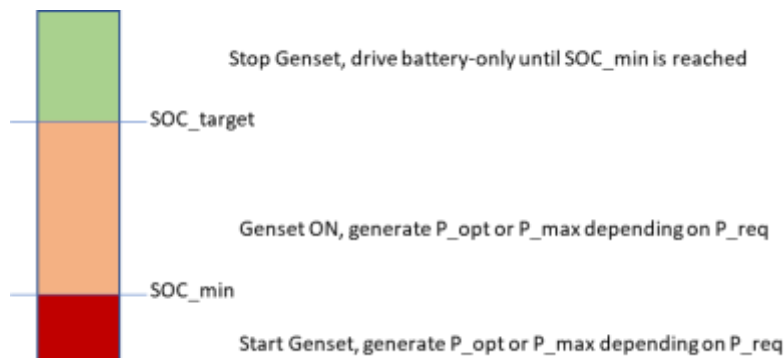 Stop Genset, drive battery-only until SOC_min is reached
SOC_target
Genset ON, generate P_opt or P_max depending on P_req
SOC_min
Start Genset, generate P_opt or P_max depending on P_req